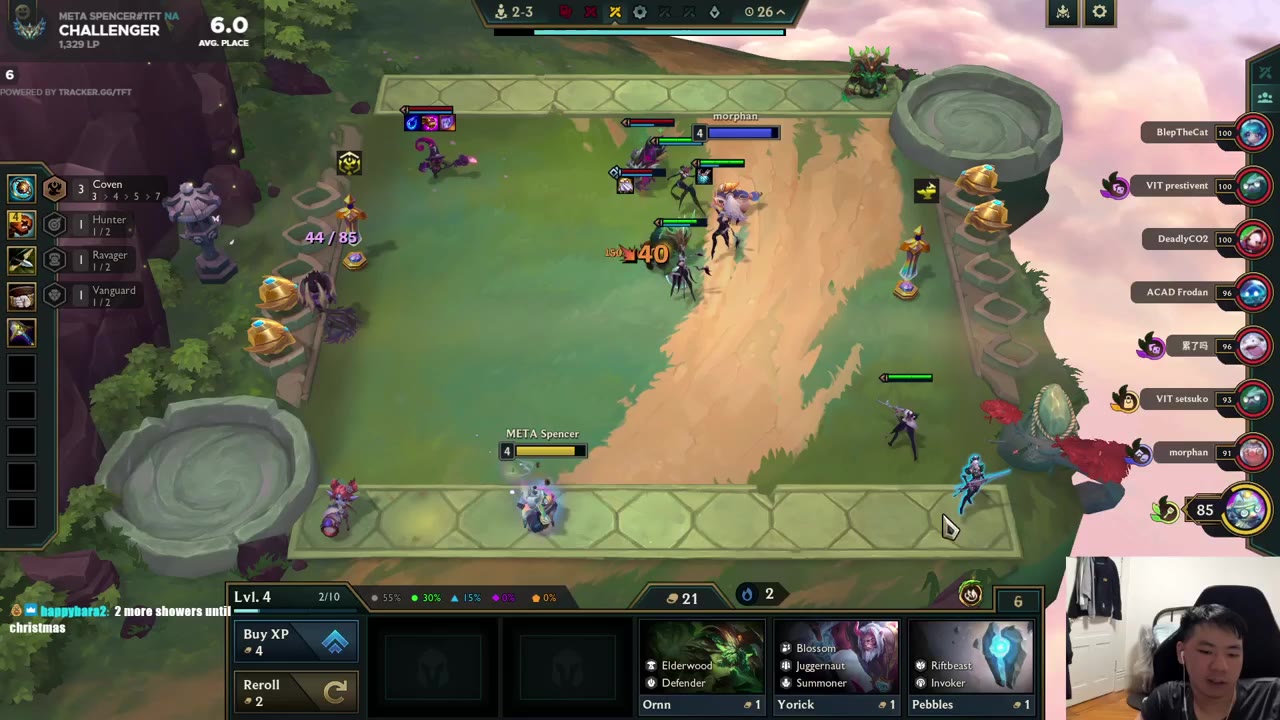 META SPENCER#TFT NA
CHALLENGER
1,329 LP
6.0
AVG. PLACE
6
POWERED BY TRACKER.GG/TFT
2-3
26
3 Coven
3 > 4 > 5 > 7
1 Hunter
1 / 2
1 Ravager
1 / 2
1 Vanguard
1 / 2
44 / 85
morphan
4
150
40
META Spencer
4
BlepTheCat 100
VIT prestivent 100
DeadlyCO2 100
ACAD Frodan 96
累了吗 96
VIT setsuko 93
morphan 91
85
happybara2: 2 more showers until
christmas
Lvl. 4
2/10
55% 30% 15% 0% 0%
21
2
6
Buy XP
4
Reroll
2
Elderwood
Defender
Ornn 1
Blossom
Juggernaut
Summoner
Yorick 1
Riftbeast
Invoker
Pebbles 1